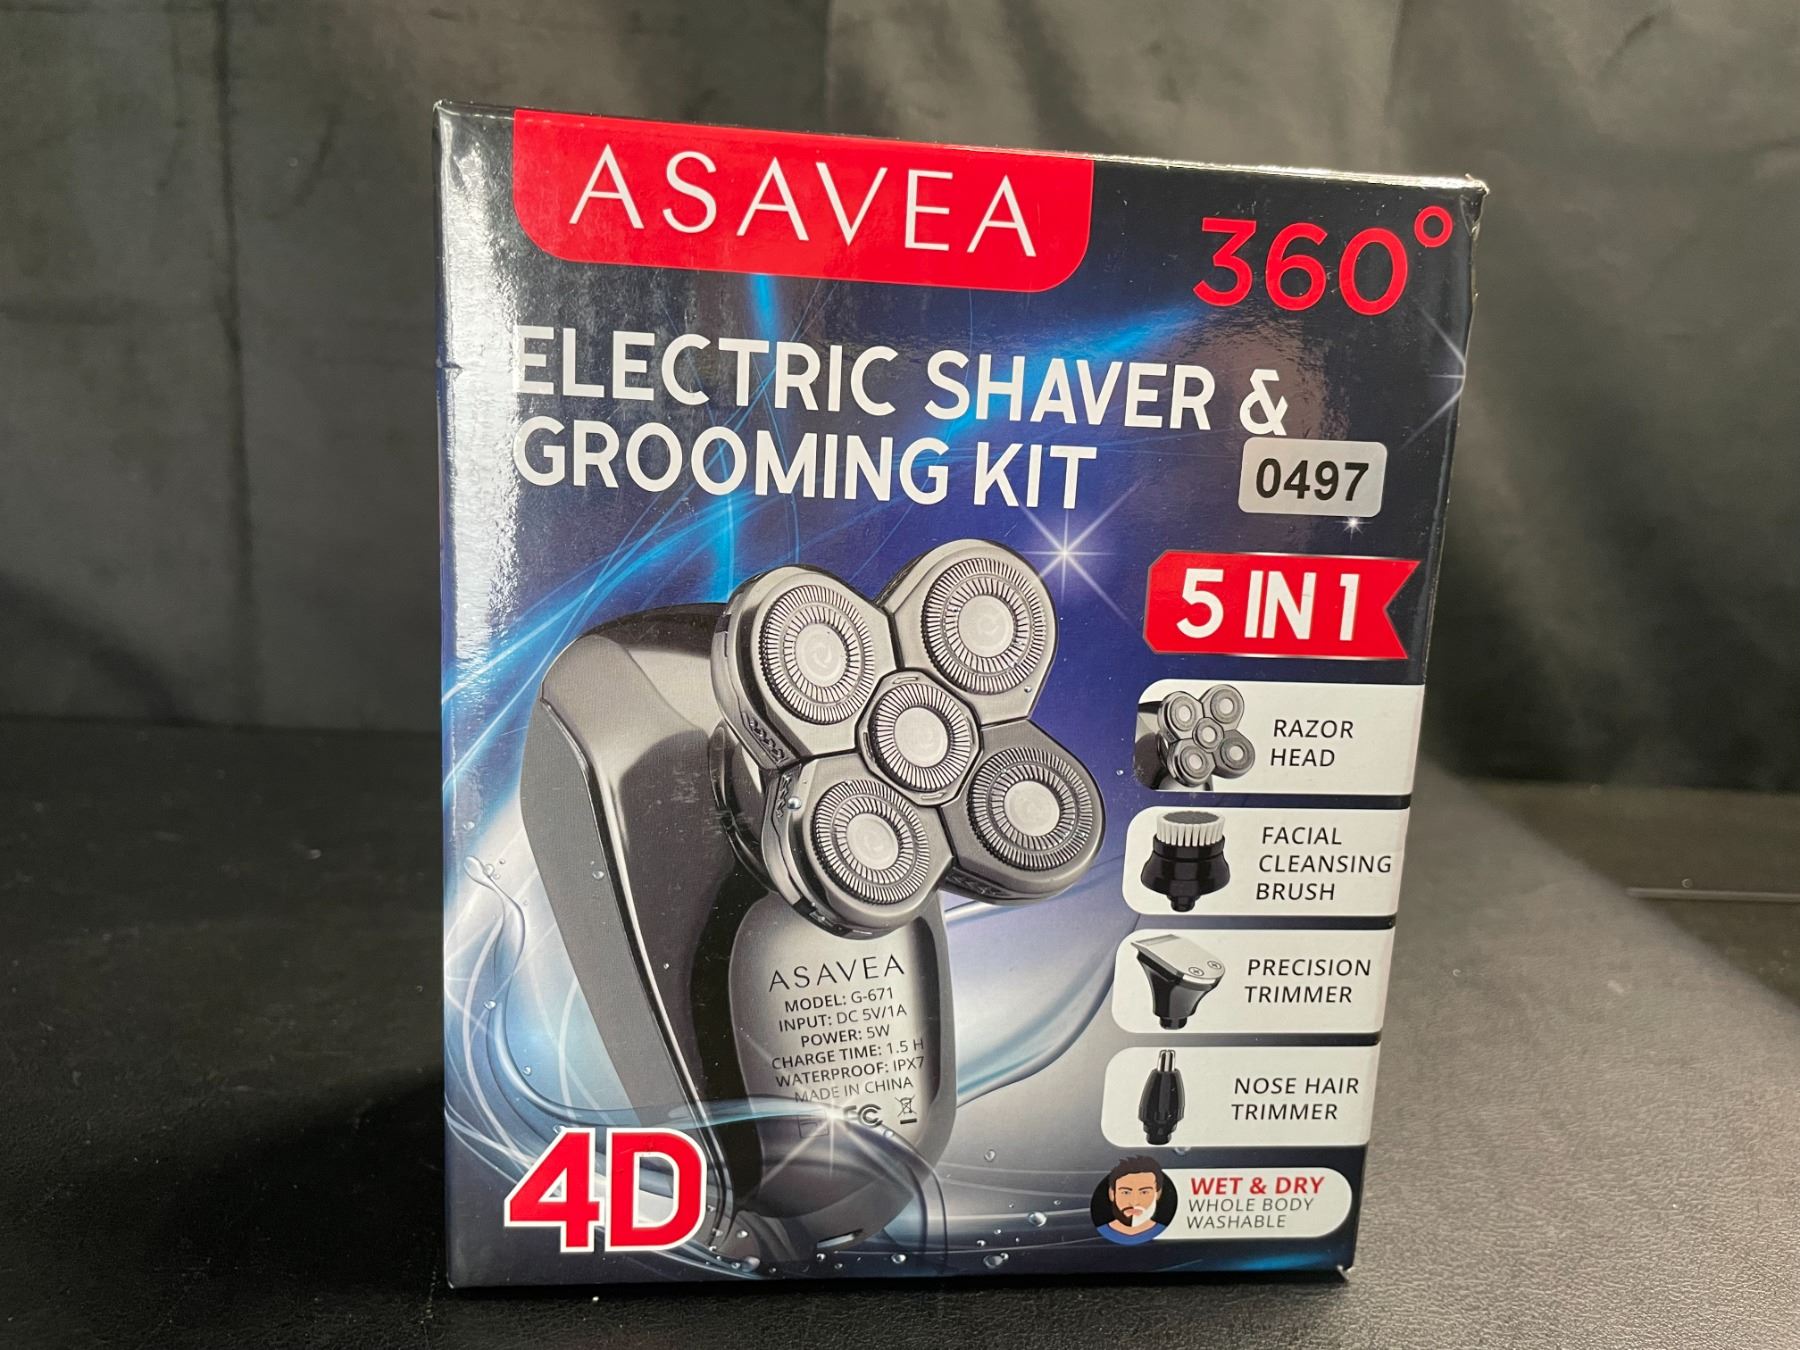 ASAVEA
360°
ELECTRIC SHAVER &
GROOMING KIT
0497
5 IN 1
RAZOR
HEAD
FACIAL
CLEANSING
BRUSH
PRECISION
TRIMMER
NOSE HAIR
TRIMMER
WET & DRY
WHOLE BODY
WASHABLE
ASAVEA
MODEL: G-671
INPUT: DC 5V/1A
POWER: 5W
CHARGE TIME: 1.5 H
WATERPROOF: IPX7
MADE IN CHINA
FC
4D